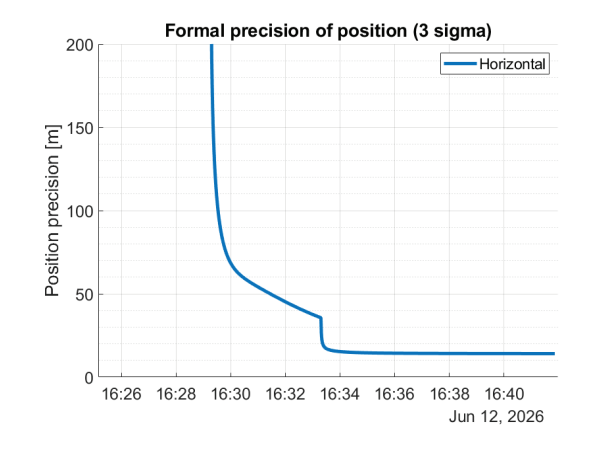 Formal precision of position (3 sigma)
Horizontal
Position precision [m]
200
150
100
50
0
16:26 16:28 16:30 16:32 16:34 16:36 16:38 16:40
Jun 12, 2026